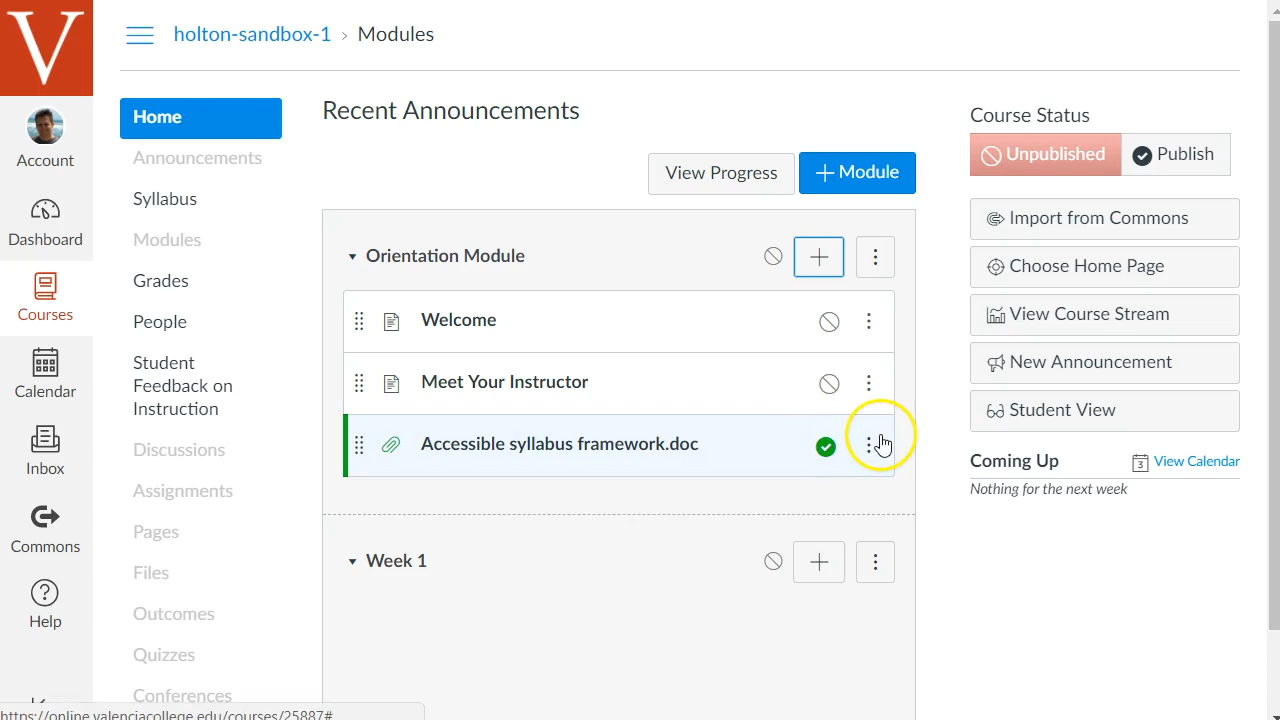 V
holton-sandbox-1 › Modules
Account
Dashboard
Courses
Calendar
Inbox
Commons
Help
Home
Announcements
Syllabus
Modules
Grades
People
Student
Feedback on
Instruction
Discussions
Assignments
Pages
Files
Outcomes
Quizzes
Conferences
Recent Announcements
View Progress
+ Module
Orientation Module
Welcome
Meet Your Instructor
Accessible syllabus framework.doc
Week 1
Course Status
Unpublished
Publish
Import from Commons
Choose Home Page
View Course Stream
New Announcement
Student View
Coming Up
3 View Calendar
Nothing for the next week
https://online.valenciacollege.edu/courses/25887#